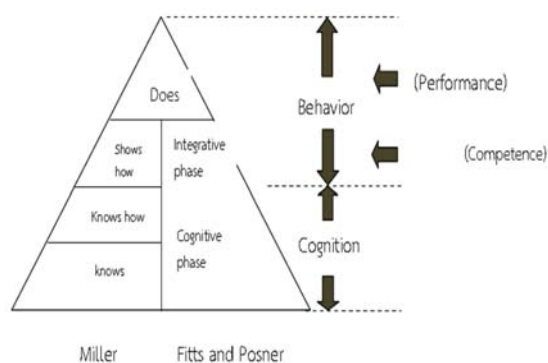 Does
Behavior
(Performance)
Shows
how
Integrative
phase
(Competence)
Knows how
Cognitive
phase
Cognition
knows
Miller
Fitts and Posner